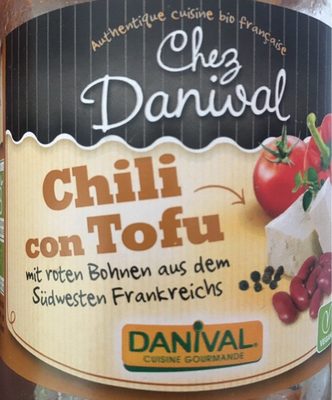 Authentique cuisine bio française
Chez
Danival
Chili
con Tofu
mit roten Bohnen aus dem
Südwesten Frankreichs
DANIVAL
CUISINE GOURMANDE